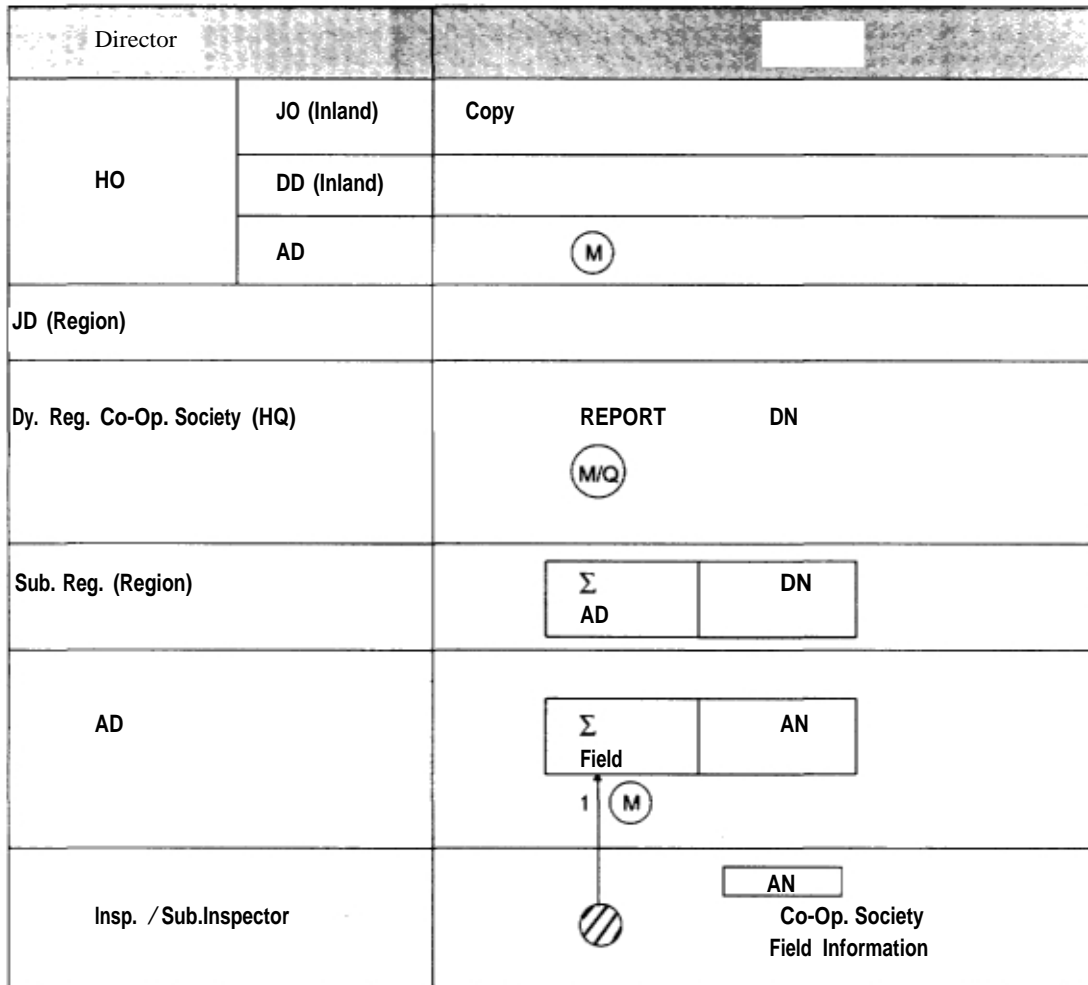 Director
JO (Inland)
Copy
HO
DD (Inland)
AD
M
JD (Region)
Dy. Reg. Co-Op. Society (HQ)
REPORT DN
M/Q
Sub. Reg. (Region)
Σ DN
AD
AD
Σ AN
Field
1 M
AN
Insp. / Sub.Inspector
Co-Op. Society
Field Information